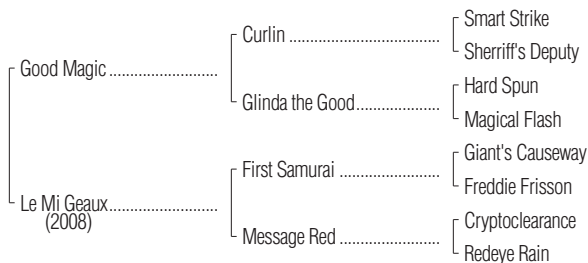 Smart Strike
Curlin ........................................
Sherriff's Deputy
Good Magic ............................
Hard Spun
Glinda the Good ......................
Magical Flash
Giant's Causeway
First Samurai ..........................
Freddie Frisson
Le Mi Geaux ............................
(2008)
Cryptoclearance
Message Red ..........................
Redeye Rain